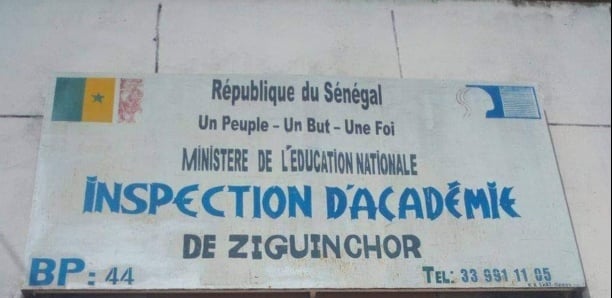 République du Sénégal
Un Peuple - Un But - Une Foi
MINISTERE DE L'EDUCATION NATIONALE
INSPECTION D'ACADÉMIE
DE ZIGUINCHOR
BP: 44 TEL: 33 991 11 05